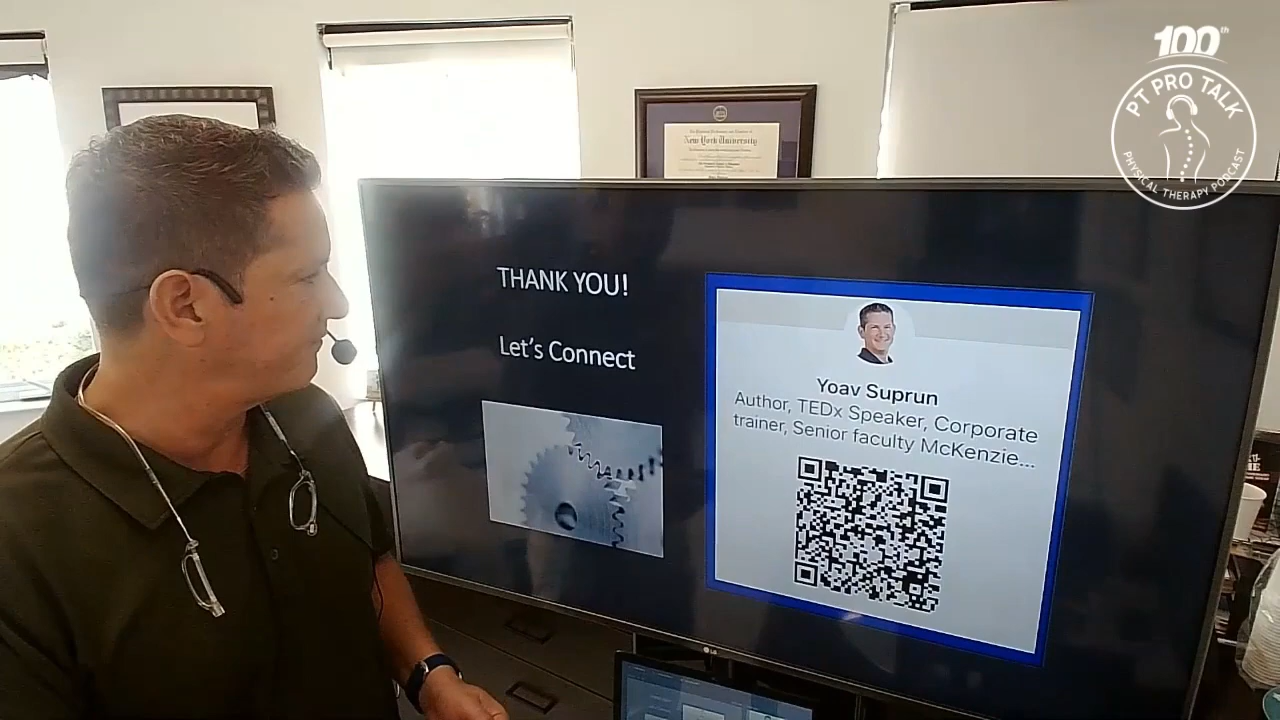 100th
PT PRO TALK
PHYSICAL THERAPY PODCAST
New York University
THANK YOU!
Let's Connect
Yoav Suprun
Author, TEDx Speaker, Corporate
trainer, Senior faculty McKenzie...
LG